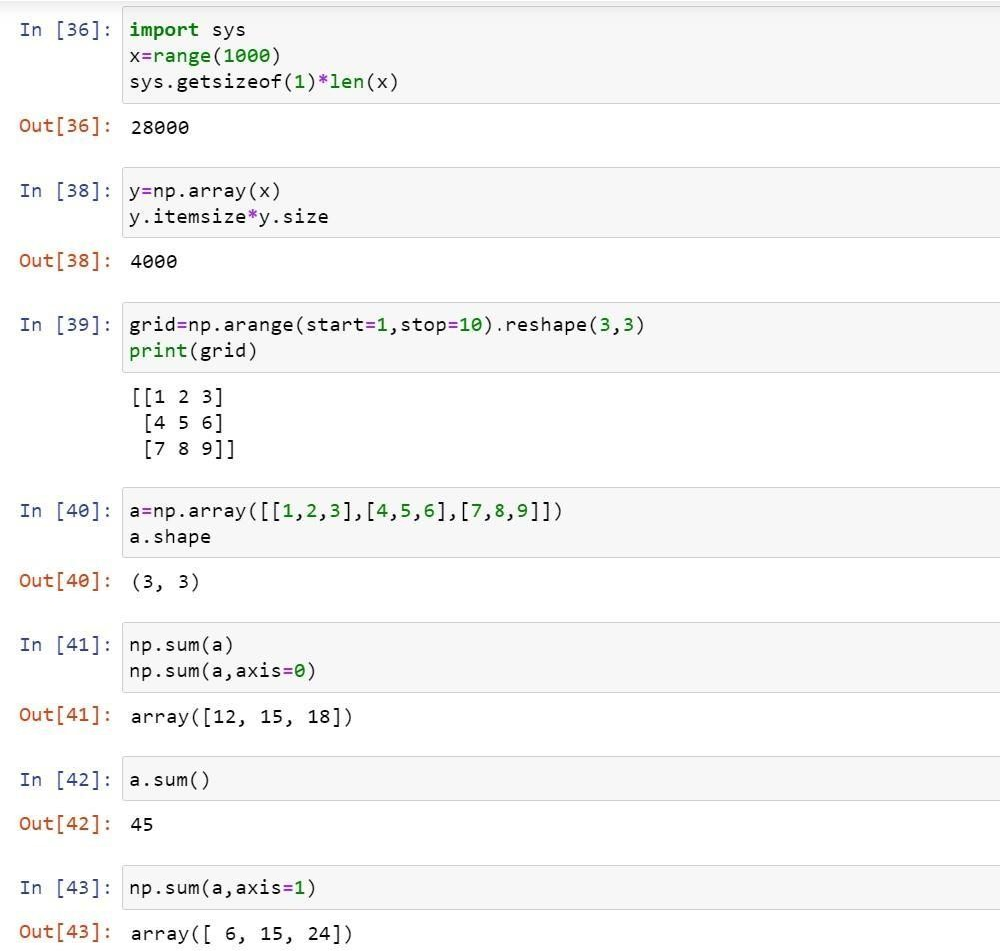 In [36]: import sys
x=range(1000)
sys.getsizeof(1)*len(x)
Out[36]: 28000
In [38]: y=np.array(x)
y.itemsize*y.size
Out[38]: 4000
In [39]: grid=np.arange(start=1,stop=10).reshape(3,3)
print(grid)
[[1 2 3]
[4 5 6]
[7 8 9]]
In [40]: a=np.array([[1,2,3],[4,5,6],[7,8,9]])
a.shape
Out[40]: (3, 3)
In [41]: np.sum(a)
np.sum(a,axis=0)
Out[41]: array([12, 15, 18])
In [42]: a.sum()
Out[42]: 45
In [43]: np.sum(a,axis=1)
Out[43]: array([ 6, 15, 24])